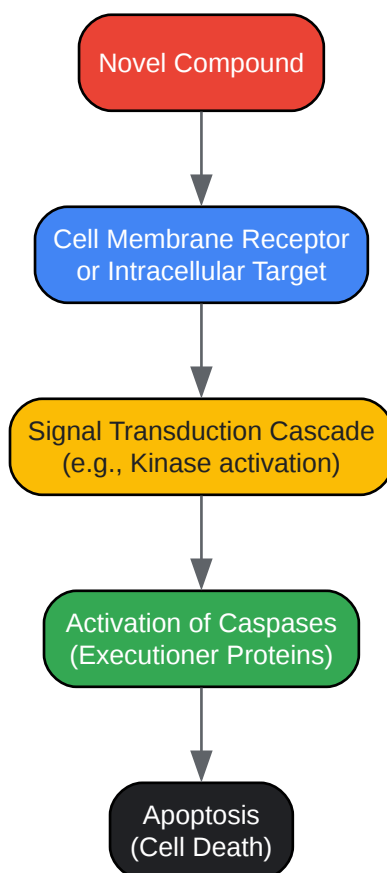 Novel Compound
Cell Membrane Receptor
or Intracellular Target
Signal Transduction Cascade
(e.g., Kinase activation)
Activation of Caspases
(Executioner Proteins)
Apoptosis
(Cell Death)